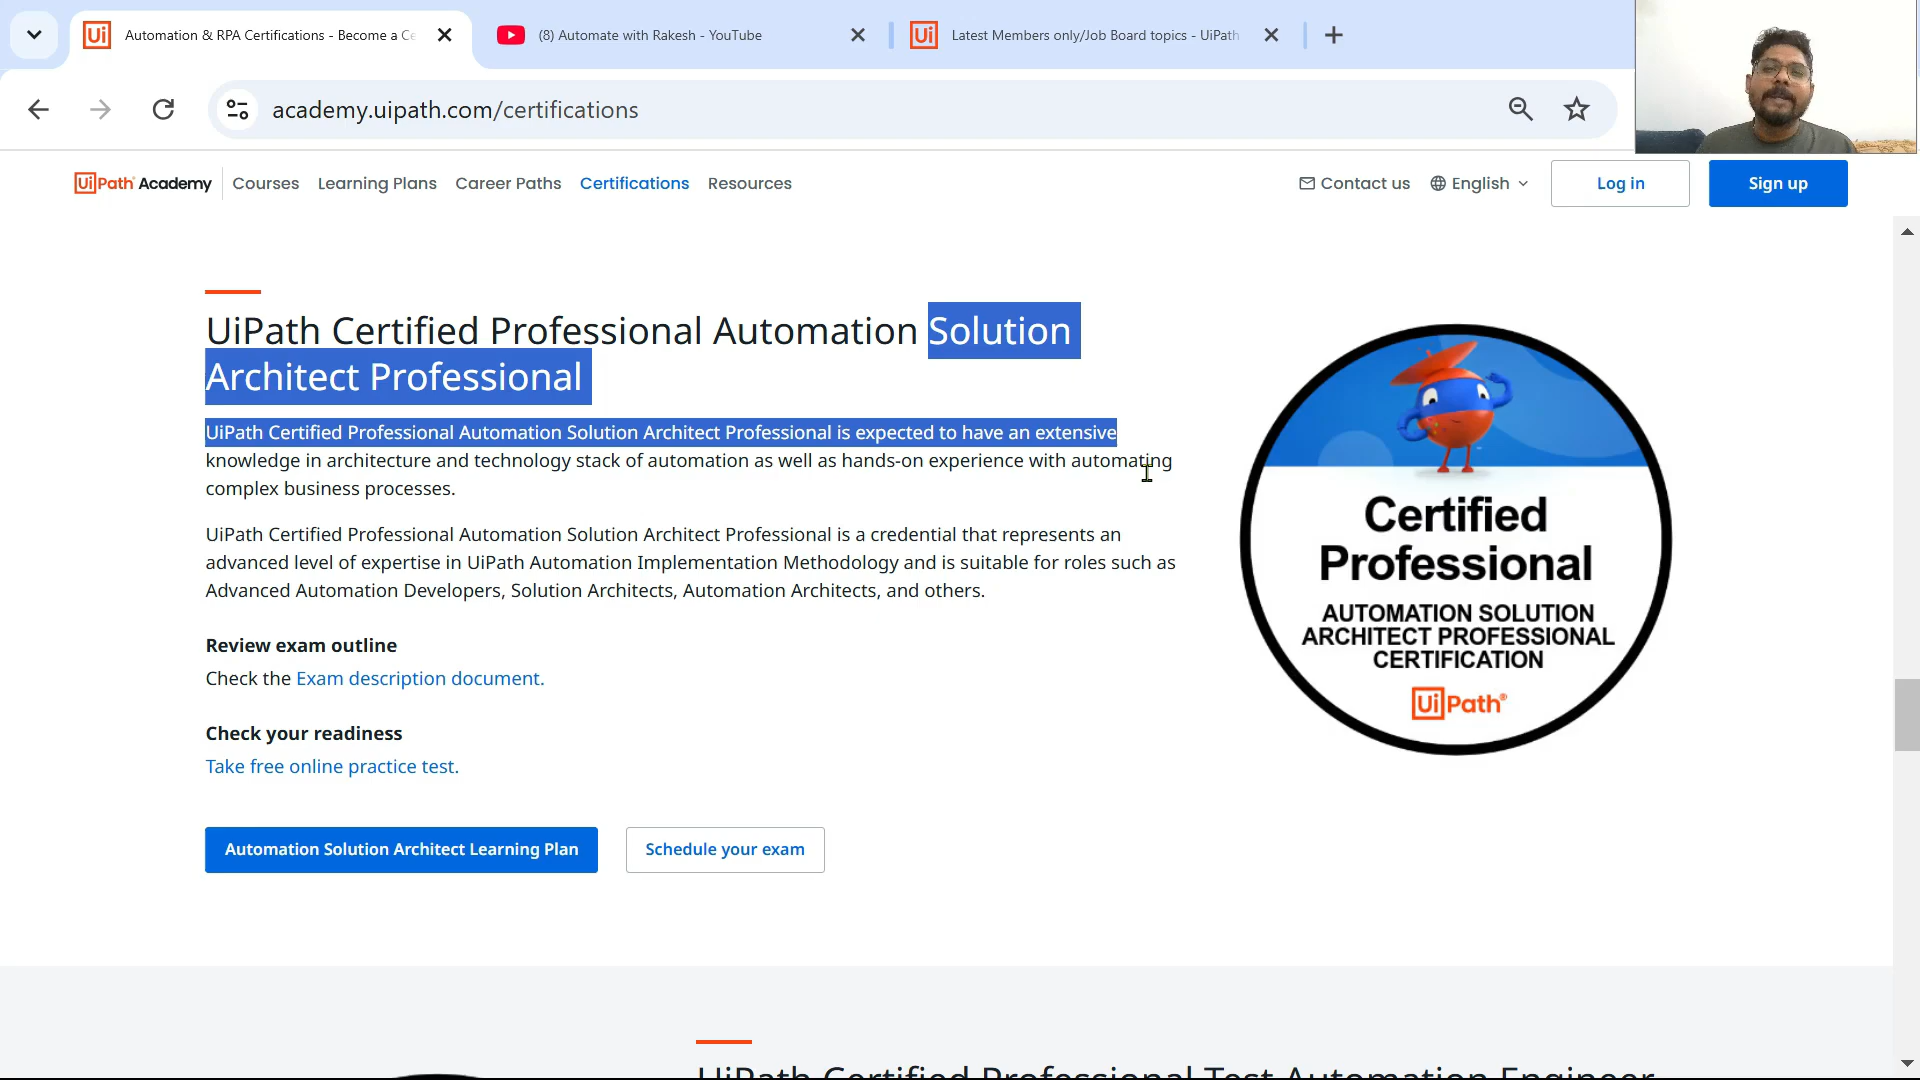 Automation & RPA Certifications - Become a Ce
(8) Automate with Rakesh - YouTube
Latest Members only/Job Board topics - UiPath
academy.uipath.com/certifications
UiPath Academy
Courses
Learning Plans
Career Paths
Certifications
Resources
Contact us
English
Log in
Sign up
UiPath Certified Professional Automation Solution
Architect Professional
UiPath Certified Professional Automation Solution Architect Professional is expected to have an extensive
knowledge in architecture and technology stack of automation as well as hands-on experience with automating
complex business processes.
UiPath Certified Professional Automation Solution Architect Professional is a credential that represents an
advanced level of expertise in UiPath Automation Implementation Methodology and is suitable for roles such as
Advanced Automation Developers, Solution Architects, Automation Architects, and others.
Review exam outline
Check the Exam description document.
Check your readiness
Take free online practice test.
Automation Solution Architect Learning Plan
Schedule your exam
Certified
Professional
AUTOMATION SOLUTION
ARCHITECT PROFESSIONAL
CERTIFICATION
UiPath®
UiPath Certified Professional Test Automation Engineer